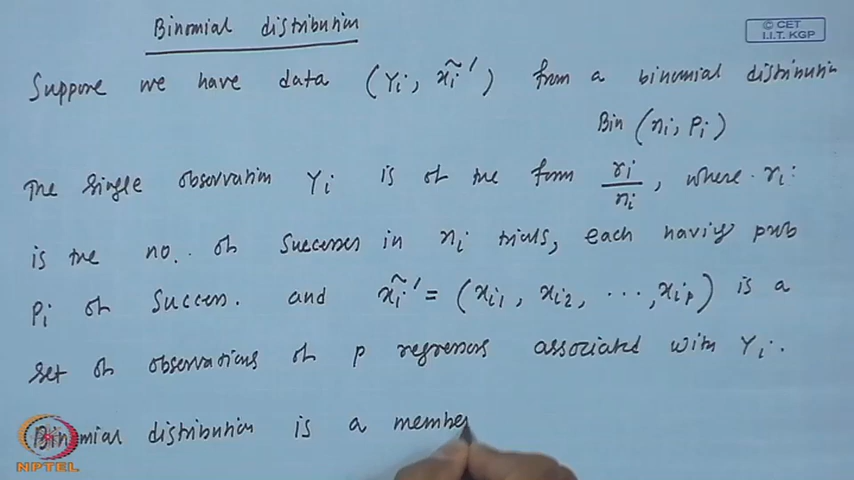 Binomial distribution
© CET
I.I.T. KGP
Suppose we have data (Yi, x̃i') from a binomial distribution
Bin (ni, Pi)
The single observation Yi is of the form ri/ni, where ri:
is the no. of successes in ni trials, each having prob
Pi of success. and x̃i' = (xi1, xi2, ..., xip) is a
set of observations of p regressors associated with Yi.
Binomial distribution is a membe
NPTEL